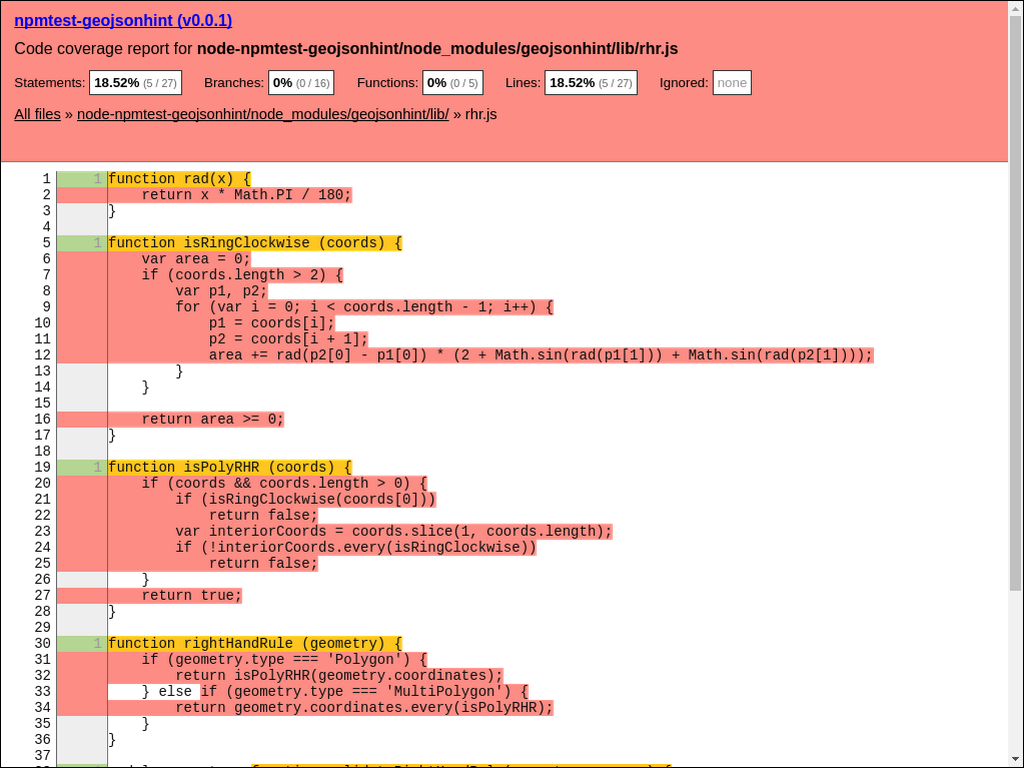 npmtest-geojsonhint (v0.0.1)
Code coverage report for node-npmtest-geojsonhint/node_modules/geojsonhint/lib/rhr.js
Statements: 18.52% (5 / 27) Branches: 0% (0 / 16) Functions: 0% (0 / 5) Lines: 18.52% (5 / 27) Ignored: none
All files » node-npmtest-geojsonhint/node_modules/geojsonhint/lib/ » rhr.js
1 1 function rad(x) {
2 return x * Math.PI / 180;
3 }
4
5 1 function isRingClockwise (coords) {
6 var area = 0;
7 if (coords.length > 2) {
8 var p1, p2;
9 for (var i = 0; i < coords.length - 1; i++) {
10 p1 = coords[i];
11 p2 = coords[i + 1];
12 area += rad(p2[0] - p1[0]) * (2 + Math.sin(rad(p1[1])) + Math.sin(rad(p2[1])));
13 }
14 }
15
16 return area >= 0;
17 }
18
19 1 function isPolyRHR (coords) {
20 if (coords && coords.length > 0) {
21 if (isRingClockwise(coords[0]))
22 return false;
23 var interiorCoords = coords.slice(1, coords.length);
24 if (!interiorCoords.every(isRingClockwise))
25 return false;
26 }
27 return true;
28 }
29
30 1 function rightHandRule (geometry) {
31 if (geometry.type === 'Polygon') {
32 return isPolyRHR(geometry.coordinates);
33 } else if (geometry.type === 'MultiPolygon') {
34 return geometry.coordinates.every(isPolyRHR);
35 }
36 }
37